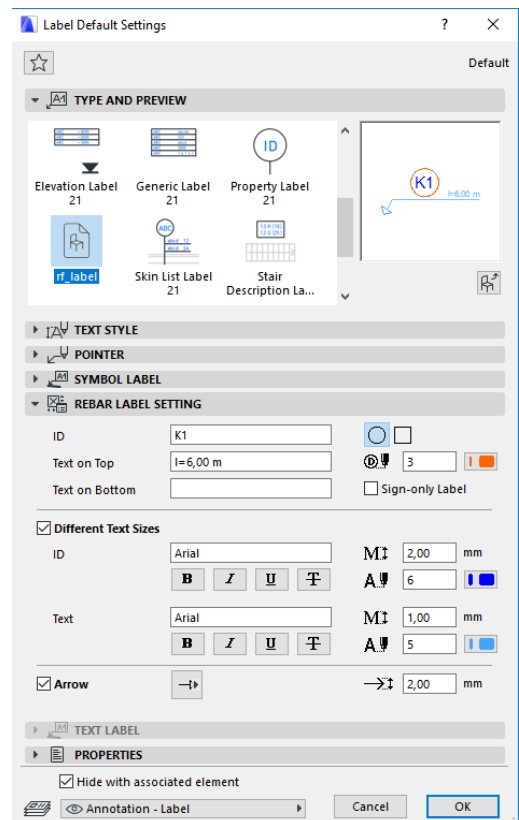 Label Default Settings ? ×
Default
TYPE AND PREVIEW
Elevation Label 21
Generic Label 21
ID
Property Label 21
K1
l=6,00 m
rf_label
ABC
Skin List Label 21
Stair Description La...
TEXT STYLE
POINTER
SYMBOL LABEL
REBAR LABEL SETTING
ID K1
Text on Top l=6,00 m 3
Text on Bottom Sign-only Label
Different Text Sizes
ID Arial 2,00 mm
B I U T A 6
Text Arial 1,00 mm
B I U T A 5
Arrow 2,00 mm
TEXT LABEL
PROPERTIES
Hide with associated element
Annotation - Label Cancel OK